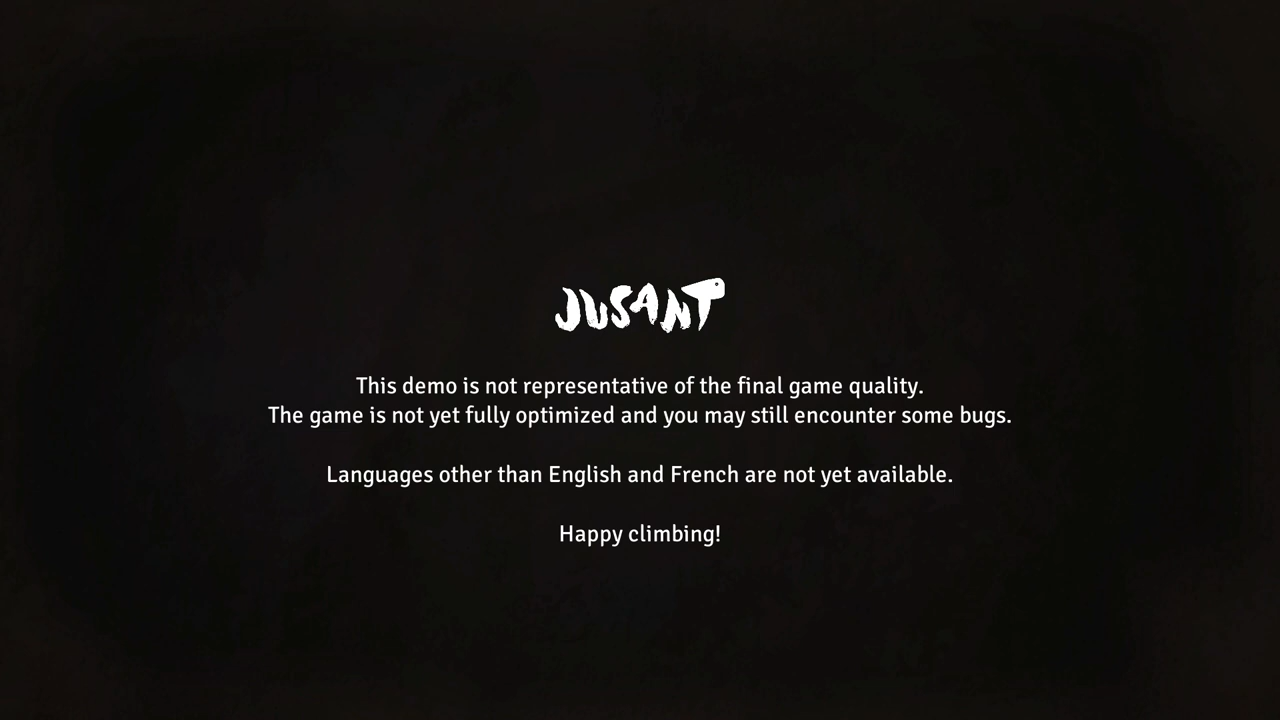 JUSANT
This demo is not representative of the final game quality.
The game is not yet fully optimized and you may still encounter some bugs.
Languages other than English and French are not yet available.
Happy climbing!